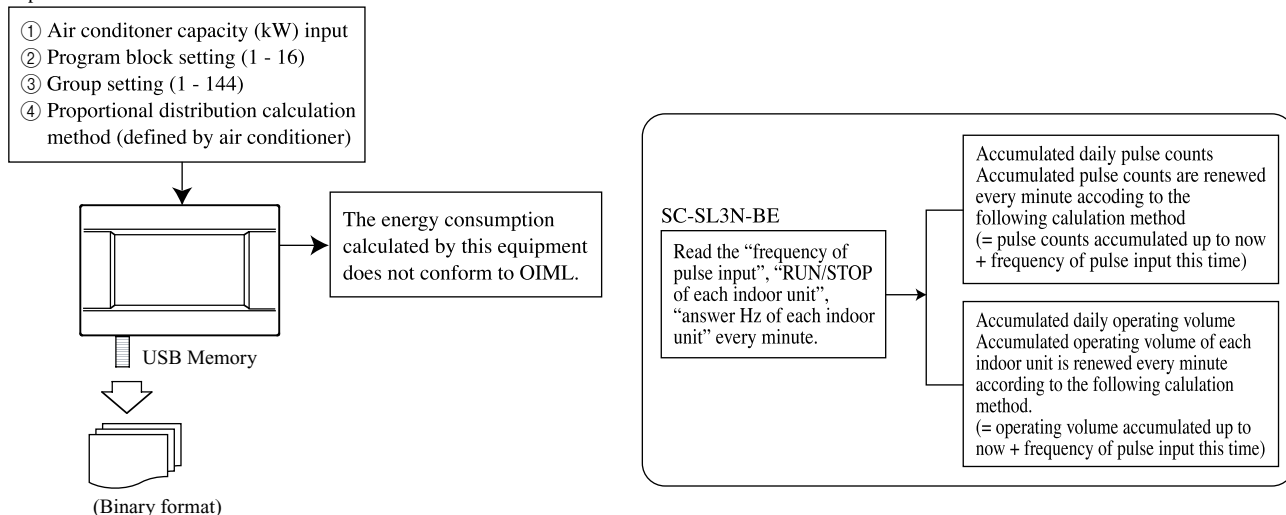 ① Air conditoner capacity (kW) input
② Program block setting (1 - 16)
③ Group setting (1 - 144)
④ Proportional distribution calculation
method (defined by air conditioner)
The energy consumption
calculated by this equipment
does not conform to OIML.
USB Memory
(Binary format)
SC-SL3N-BE
Read the “frequency of
pulse input”, “RUN/STOP
of each indoor unit”,
“answer Hz of each indoor
unit” every minute.
Accumulated daily pulse counts
Accumulated pulse counts are renewed
every minute acoding to the
following calulation method
(= pulse counts accumulated up to now
+ frequency of pulse input this time)
Accumulated daily operating volume
Accumulated operating volume of each
indoor unit is renewed every minute
according to the following calulation
method.
(= operating volume accumulated up to
now + frequency of pulse input this time)